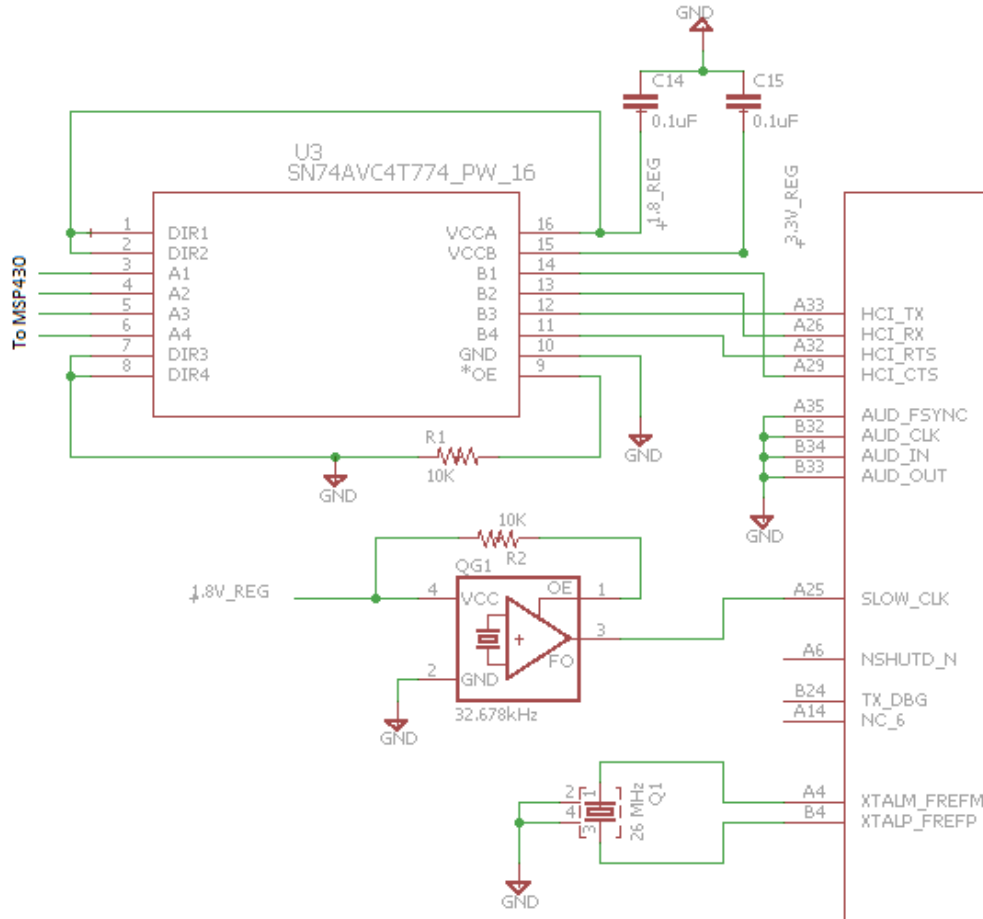 GND
C14
C15
0.1uF
0.1uF
U3
SN74AVC4T774_PW_16
1.8_REG
3.3V_REG
To MSP430
1 DIR1 VCCA 16
2 DIR2 VCCB 15
3 A1 B1 14
4 A2 B2 13
5 A3 B3 12
6 A4 B4 11
7 DIR3 GND 10
8 DIR4 *OE 9
A33 HCI_TX
A26 HCI_RX
A32 HCI_RTS
A29 HCI_CTS
A35 AUD_FSYNC
B32 AUD_CLK
B34 AUD_IN
B33 AUD_OUT
R1
10K
GND
GND
GND
10K
R2
QG1
1.8V_REG
4 VCC OE 1
3
FO
2 GND
32.678kHz
GND
A25 SLOW_CLK
A6 NSHUTD_N
B24 TX_DBG
A14 NC_6
2 1
4 3
26 MHz
Q1
A4 XTALM_FREFM
B4 XTALP_FREFP
GND